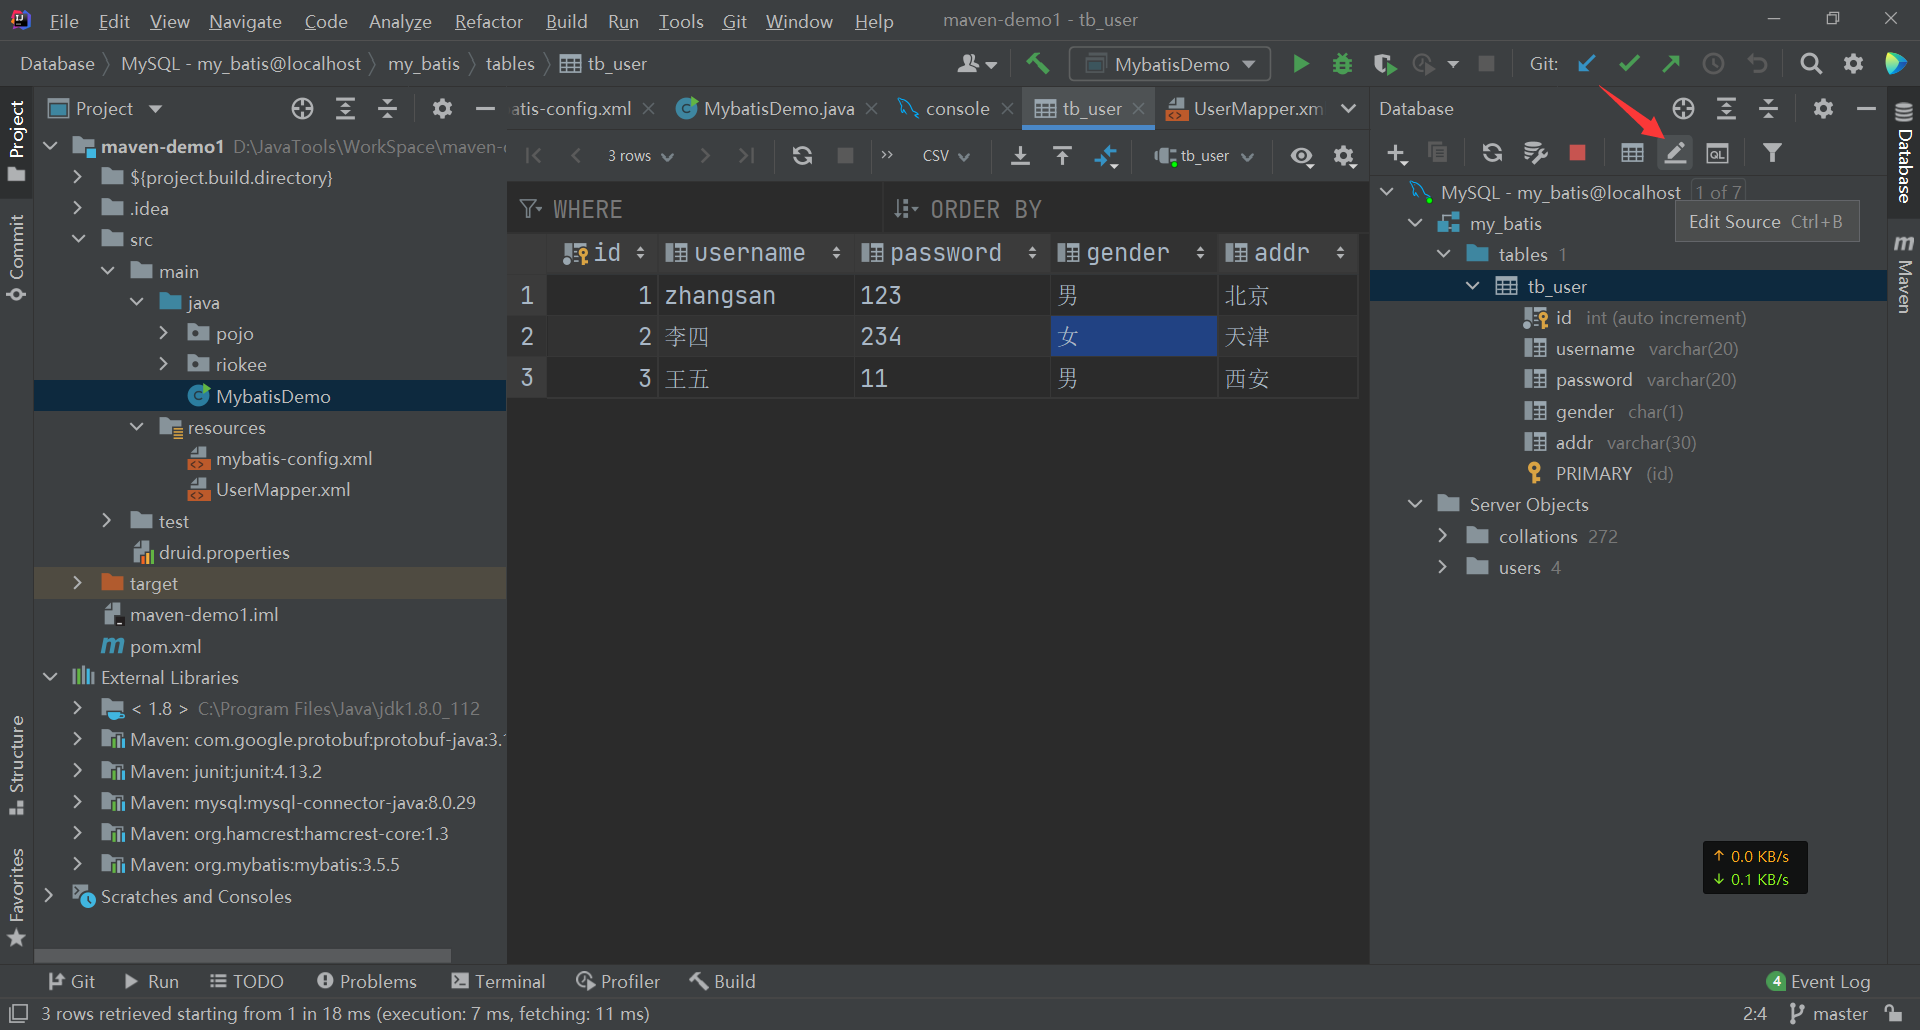 File Edit View Navigate Code Analyze Refactor Build Run Tools Git Window Help maven-demo1 - tb_user
Database MySQL - my_batis@localhost my_batis tables tb_user MybatisDemo Git:
Project
Commit
Structure
Favorites
Project
maven-demo1 D:\JavaTools\WorkSpace\maven-
${project.build.directory}
.idea
src
main
java
pojo
riokee
MybatisDemo
resources
mybatis-config.xml
UserMapper.xml
test
druid.properties
target
maven-demo1.iml
pom.xml
External Libraries
< 1.8 > C:\Program Files\Java\jdk1.8.0_112
Maven: com.google.protobuf:protobuf-java:3.
Maven: junit:junit:4.13.2
Maven: mysql:mysql-connector-java:8.0.29
Maven: org.hamcrest:hamcrest-core:1.3
Maven: org.mybatis:mybatis:3.5.5
Scratches and Consoles
atis-config.xml MybatisDemo.java console tb_user UserMapper.xm
3 rows CSV tb_user
WHERE ORDER BY
id username password gender addr
1 1 zhangsan 123 男 北京
2 2 李四 234 女 天津
3 3 王五 11 男 西安
Database
QL
MySQL - my_batis@localhost 1 of 7
Edit Source Ctrl+B
my_batis
tables 1
tb_user
id int (auto increment)
username varchar(20)
password varchar(20)
gender char(1)
addr varchar(30)
PRIMARY (id)
Server Objects
collations 272
users 4
Database
Maven
↑ 0.0 KB/s
↓ 0.1 KB/s
Git Run TODO Problems Terminal Profiler Build 4 Event Log
3 rows retrieved starting from 1 in 18 ms (execution: 7 ms, fetching: 11 ms) 2:4 master